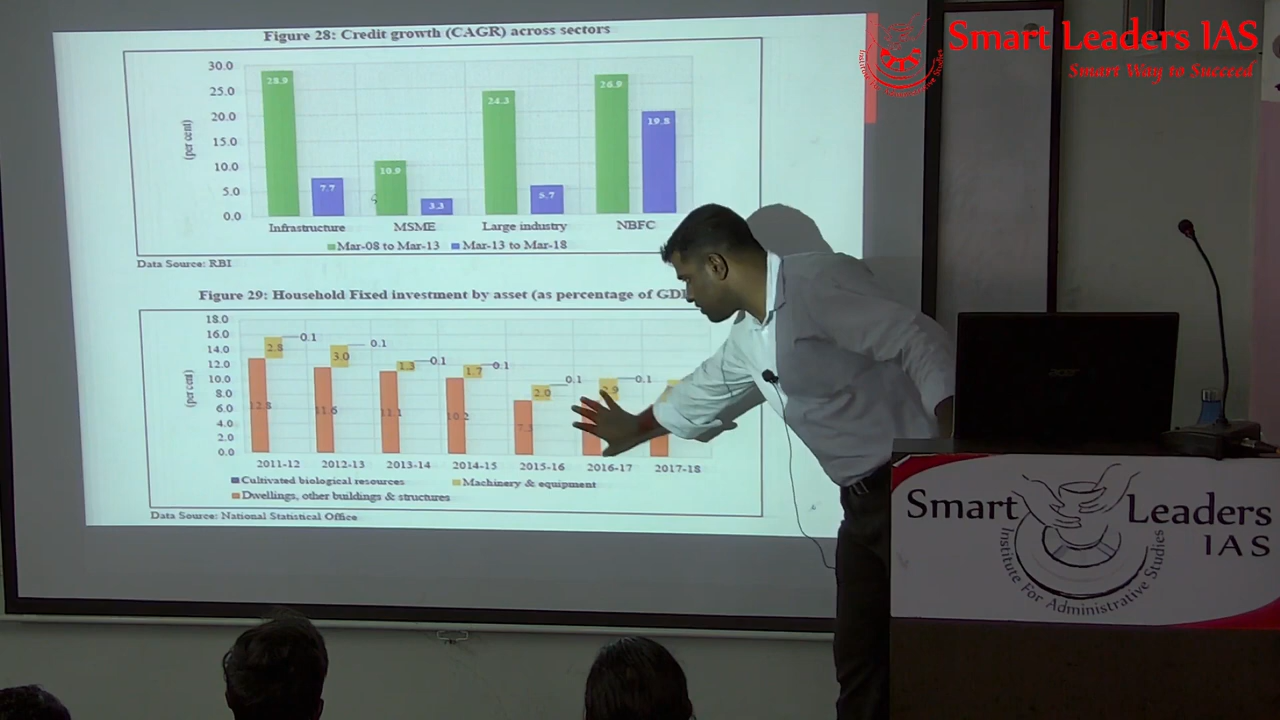 Figure 28: Credit growth (CAGR) across sectors
30.0
25.0
20.0
15.0
10.0
5.0
0.0
(per cent)
28.9
7.7
10.9
3.3
24.3
5.7
26.9
19.8
Infrastructure MSME Large industry NBFC
Mar-08 to Mar-13 Mar-13 to Mar-18
Data Source: RBI
Figure 29: Household Fixed investment by asset (as percentage of
18.0
16.0
14.0
12.0
10.0
8.0
6.0
4.0
2.0
0.0
(per cent)
0.1 0.1 0.1 0.1 0.1 0.1
2.8 3.0 1.3 1.7 2.0
12.8 11.6 11.1 10.2
2011-12 2012-13 2013-14 2014-15 2015-16 2016-17 2017-18
Cultivated biological resources Machinery & equipment
Dwellings, other buildings & structures
Data Source: National Statistical Office
Smart Leaders IAS
Smart Way to Succeed
Institute For Administrative Studies
acer
Smart Leaders
IAS
Institute For Administrative Studies